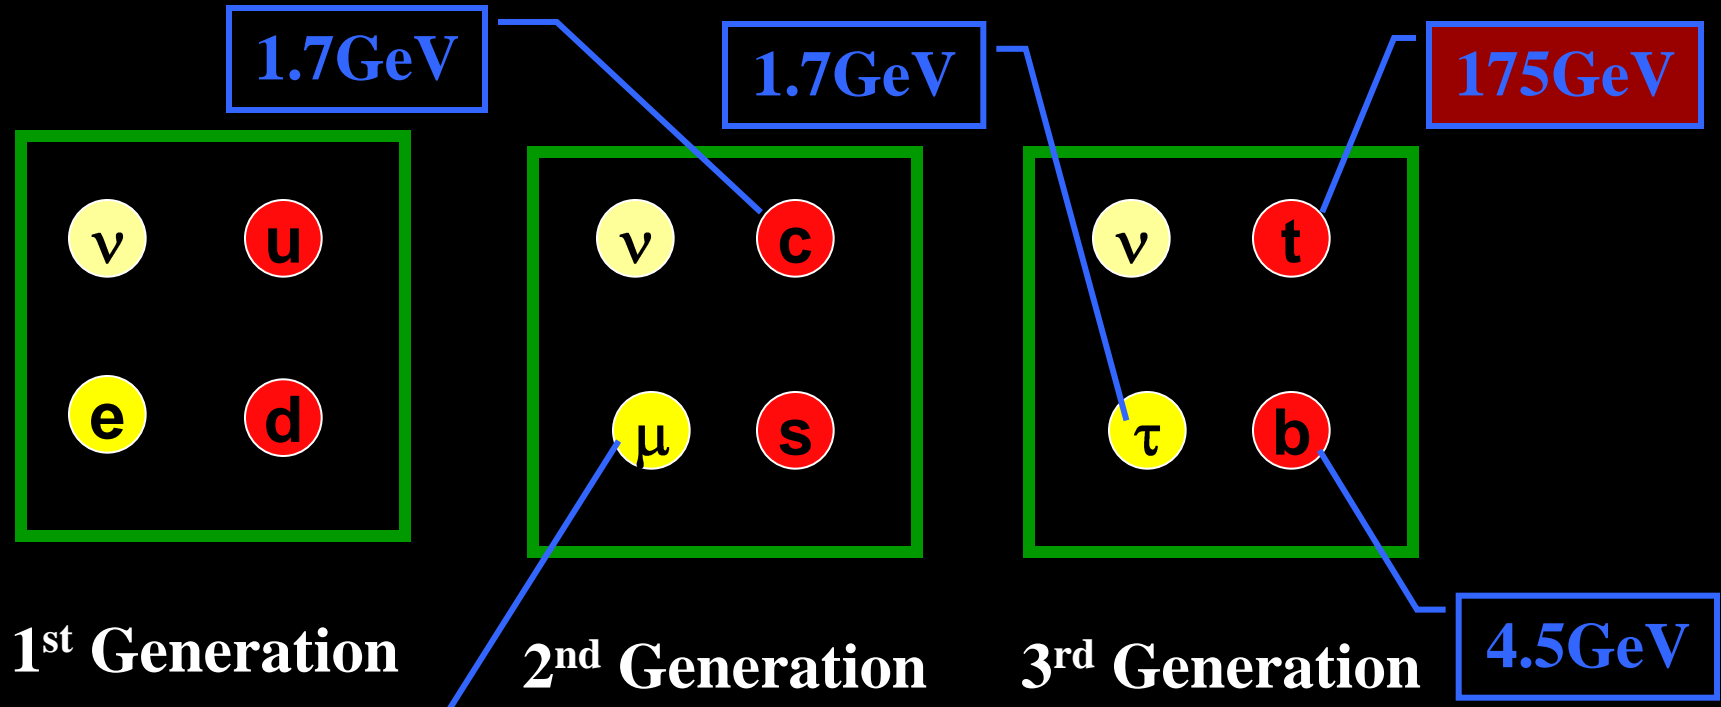 1.7GeV
1.7GeV
175GeV
ν u
ν c
ν t
e d
μ s
τ b
1st Generation
2nd Generation
3rd Generation
4.5GeV